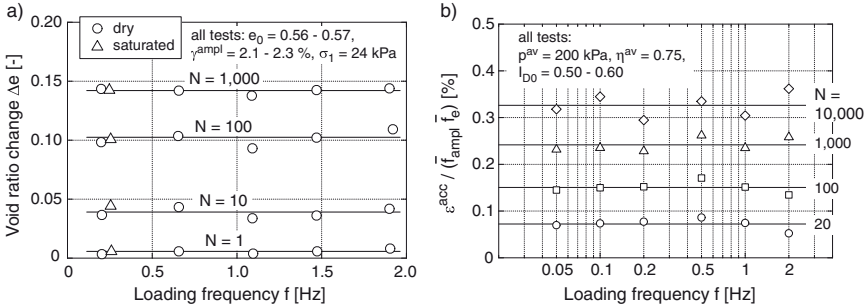 a)
dry
saturated
all tests: e0 = 0.56 - 0.57,
γampl = 2.1 - 2.3 %, σ1 = 24 kPa
N = 1,000
N = 100
N = 10
N = 1
0.20
0.15
0.10
0.05
0
0
0.5
1.0
1.5
2.0
Void ratio change Δe [-]
Loading frequency f [Hz]
b)
all tests:
pav = 200 kPa, ηav = 0.75,
ID0 = 0.50 - 0.60
N =
10,000
1,000
100
20
0.5
0.4
0.3
0.2
0.1
0
0.05
0.1
0.2
0.5
1
2
εacc / (f̄ampl f̄e) [%]
Loading frequency f [Hz]